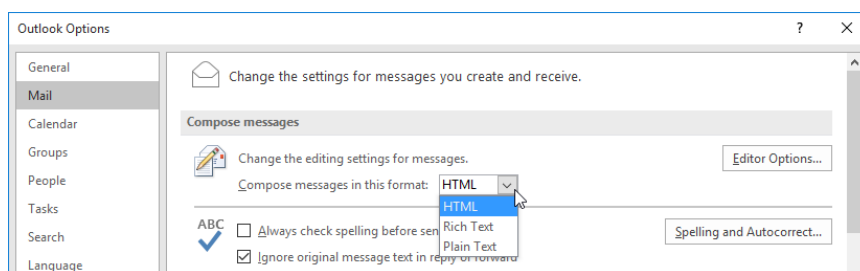 Outlook Options ? ×
General
Mail
Calendar
Groups
People
Tasks
Search
Language
Change the settings for messages you create and receive.
Compose messages
Change the editing settings for messages.
Editor Options...
Compose messages in this format: HTML
HTML
Rich Text
Plain Text
ABC
Always check spelling before sen
Spelling and Autocorrect...
Ignore original message text in reply or forward